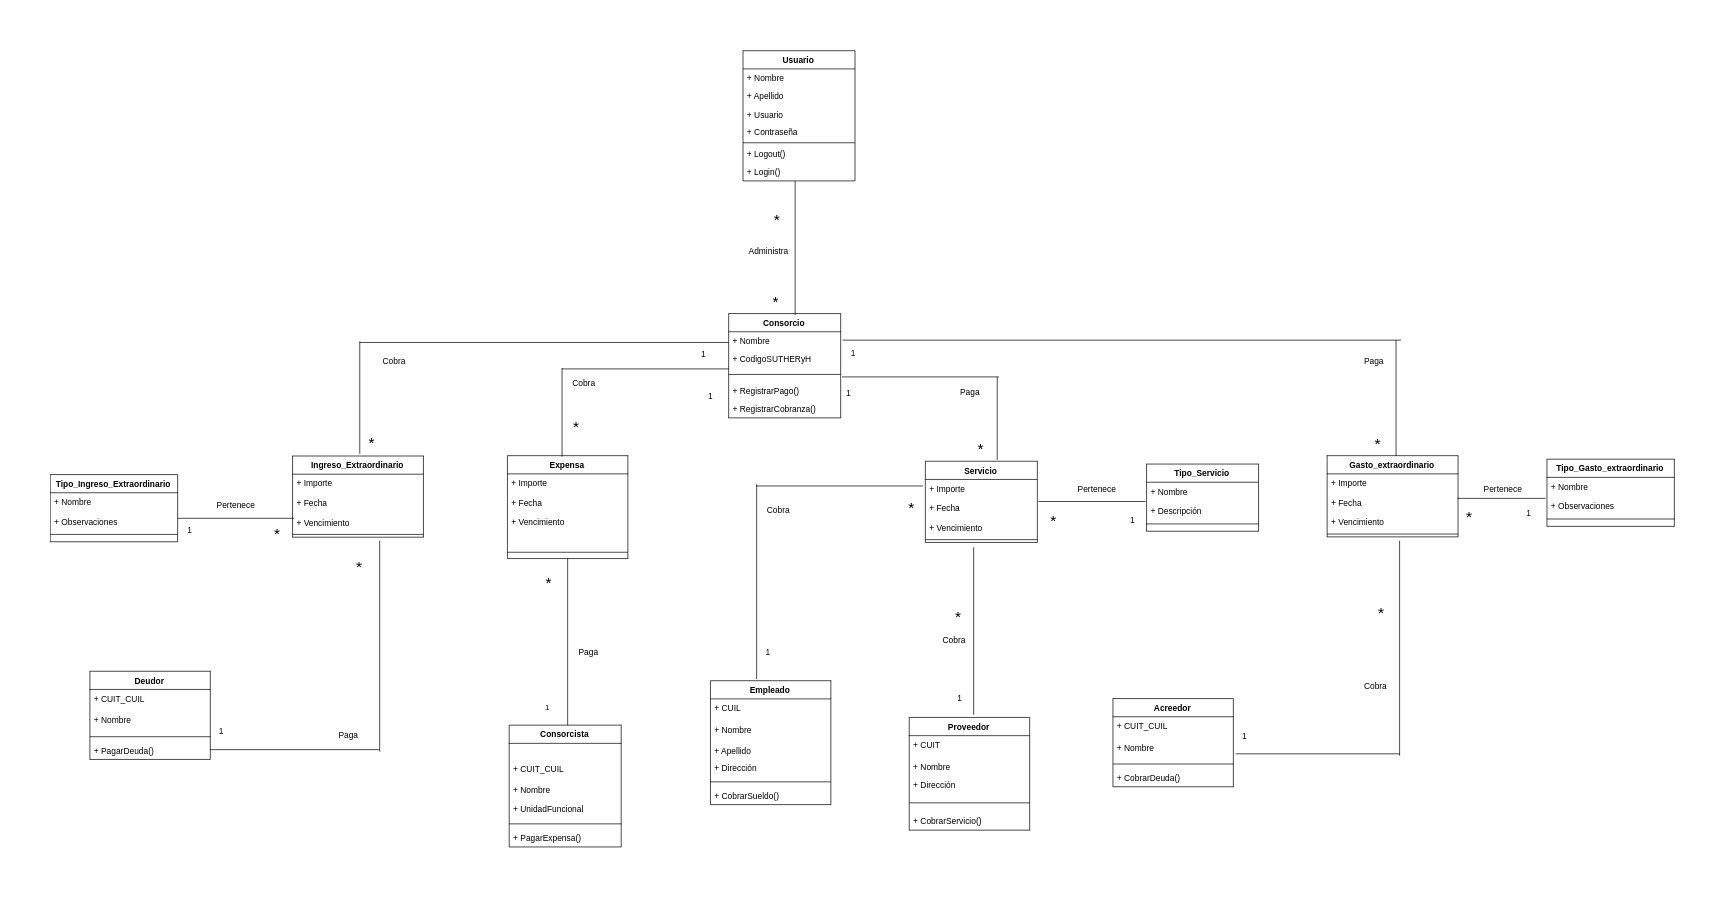 Usuario
+ Nombre
+ Apellido
+ Usuario
+ Contraseña
+ Logout()
+ Login()
*
Administra
*
Consorcio
+ Nombre
+ CodigoSUTHERyH
+ RegistrarPago()
+ RegistrarCobranza()
1
Cobra
*
1
Cobra
*
1
Paga
*
1
Paga
*
Tipo_Ingreso_Extraordinario
+ Nombre
+ Observaciones
Pertenece
1
*
Ingreso_Extraordinario
+ Importe
+ Fecha
+ Vencimiento
*
Expensa
+ Importe
+ Fecha
+ Vencimiento
*
Paga
1
Servicio
+ Importe
+ Fecha
+ Vencimiento
Cobra
*
1
*
Cobra
1
Pertenece
*
1
Tipo_Servicio
+ Nombre
+ Descripción
Gasto_extraordinario
+ Importe
+ Fecha
+ Vencimiento
Pertenece
*
1
Tipo_Gasto_extraordinario
+ Nombre
+ Observaciones
*
Cobra
1
Deudor
+ CUIT_CUIL
+ Nombre
+ PagarDeuda()
1
Paga
Consorcista
+ CUIT_CUIL
+ Nombre
+ UnidadFuncional
+ PagarExpensa()
Empleado
+ CUIL
+ Nombre
+ Apellido
+ Dirección
+ CobrarSueldo()
Proveedor
+ CUIT
+ Nombre
+ Dirección
+ CobrarServicio()
Acreedor
+ CUIT_CUIL
+ Nombre
+ CobrarDeuda()